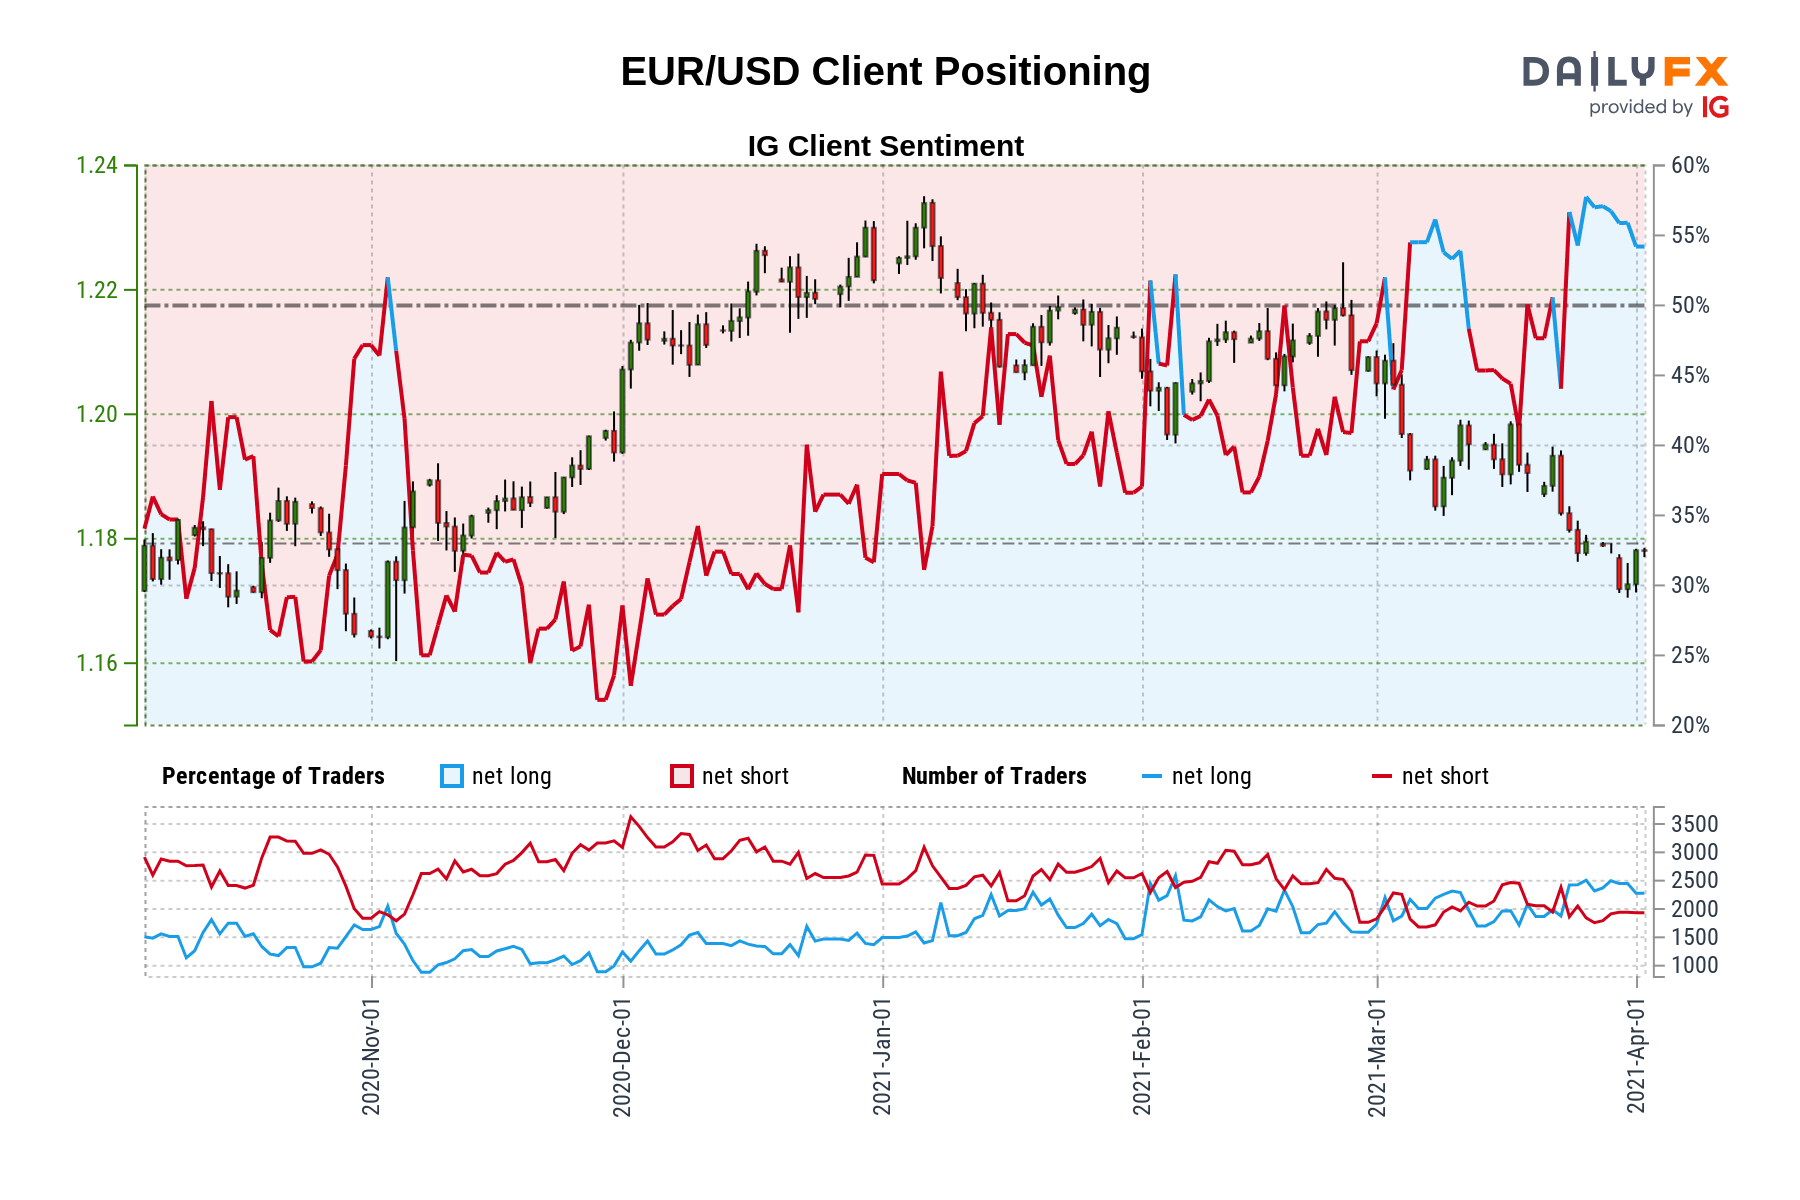 EUR/USD Client Positioning
DAILYFX
provided by IG
IG Client Sentiment
1.24
1.22
1.20
1.18
1.16
60%
55%
50%
45%
40%
35%
30%
25%
20%
Percentage of Traders net long net short Number of Traders net long net short
3500
3000
2500
2000
1500
1000
2020-Nov-01
2020-Dec-01
2021-Jan-01
2021-Feb-01
2021-Mar-01
2021-Apr-01